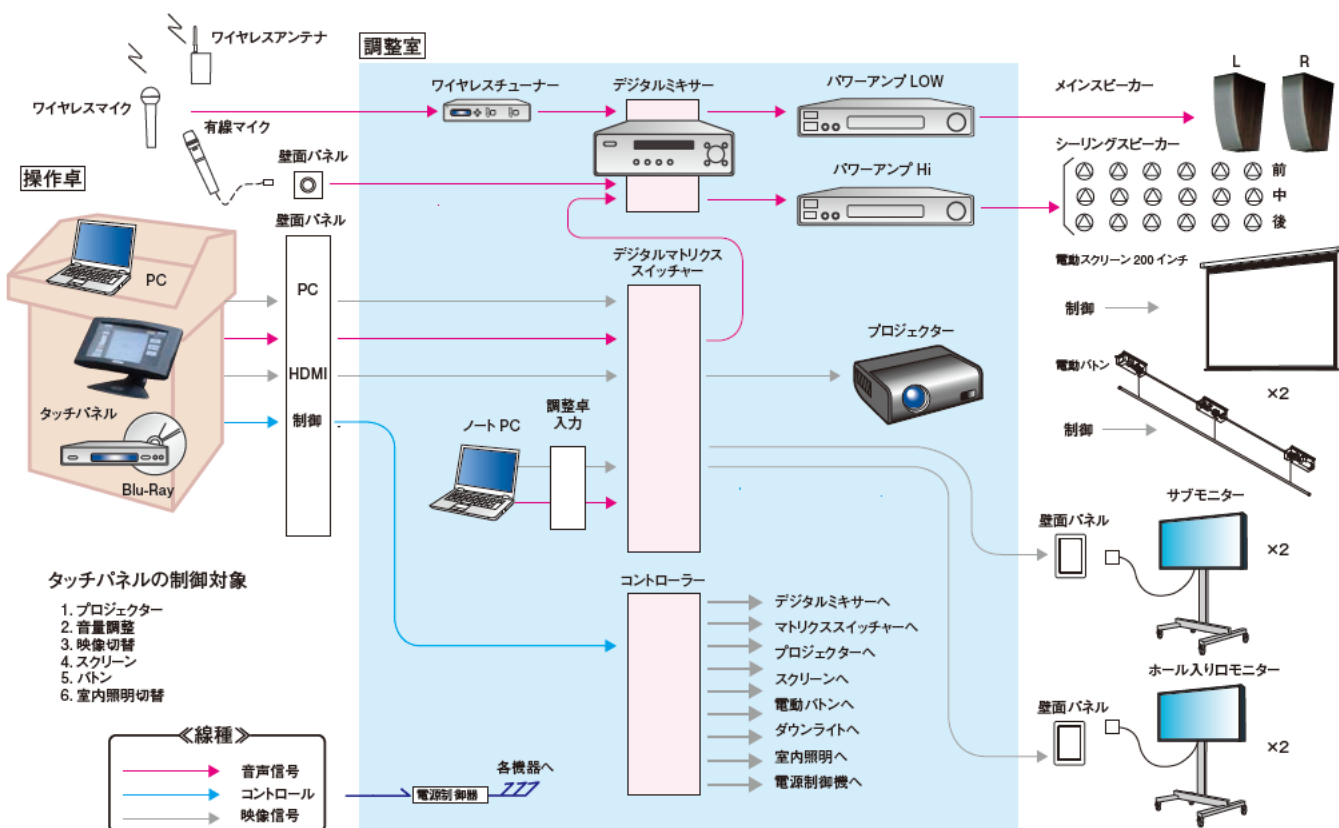 ワイヤレスアンテナ
調整室
ワイヤレスマイク
有線マイク
壁面パネル
操作卓
壁面パネル
PC
PC
HDMI
タッチパネル
制御
Blu-Ray
ワイヤレスチューナー
デジタルミキサー
パワーアンプ LOW
パワーアンプ Hi
デジタルマトリクス
スイッチャー
プロジェクター
ノート PC
調整卓
入力
コントローラー
デジタルミキサーへ
マトリクススイッチャーへ
プロジェクターへ
スクリーンへ
電動バトンへ
ダウンライトへ
室内照明へ
電源制御機へ
メインスピーカー
L
R
シーリングスピーカー
前
中
後
電動スクリーン 200 インチ
制御
×2
電動バトン
制御
サブモニター
壁面パネル
×2
ホール入り口モニター
壁面パネル
×2
タッチパネルの制御対象
1. プロジェクター
2. 音量調整
3. 映像切替
4. スクリーン
5. バトン
6. 室内照明切替
≪線種≫
音声信号
コントロール
映像信号
電源制御器
各機器へ